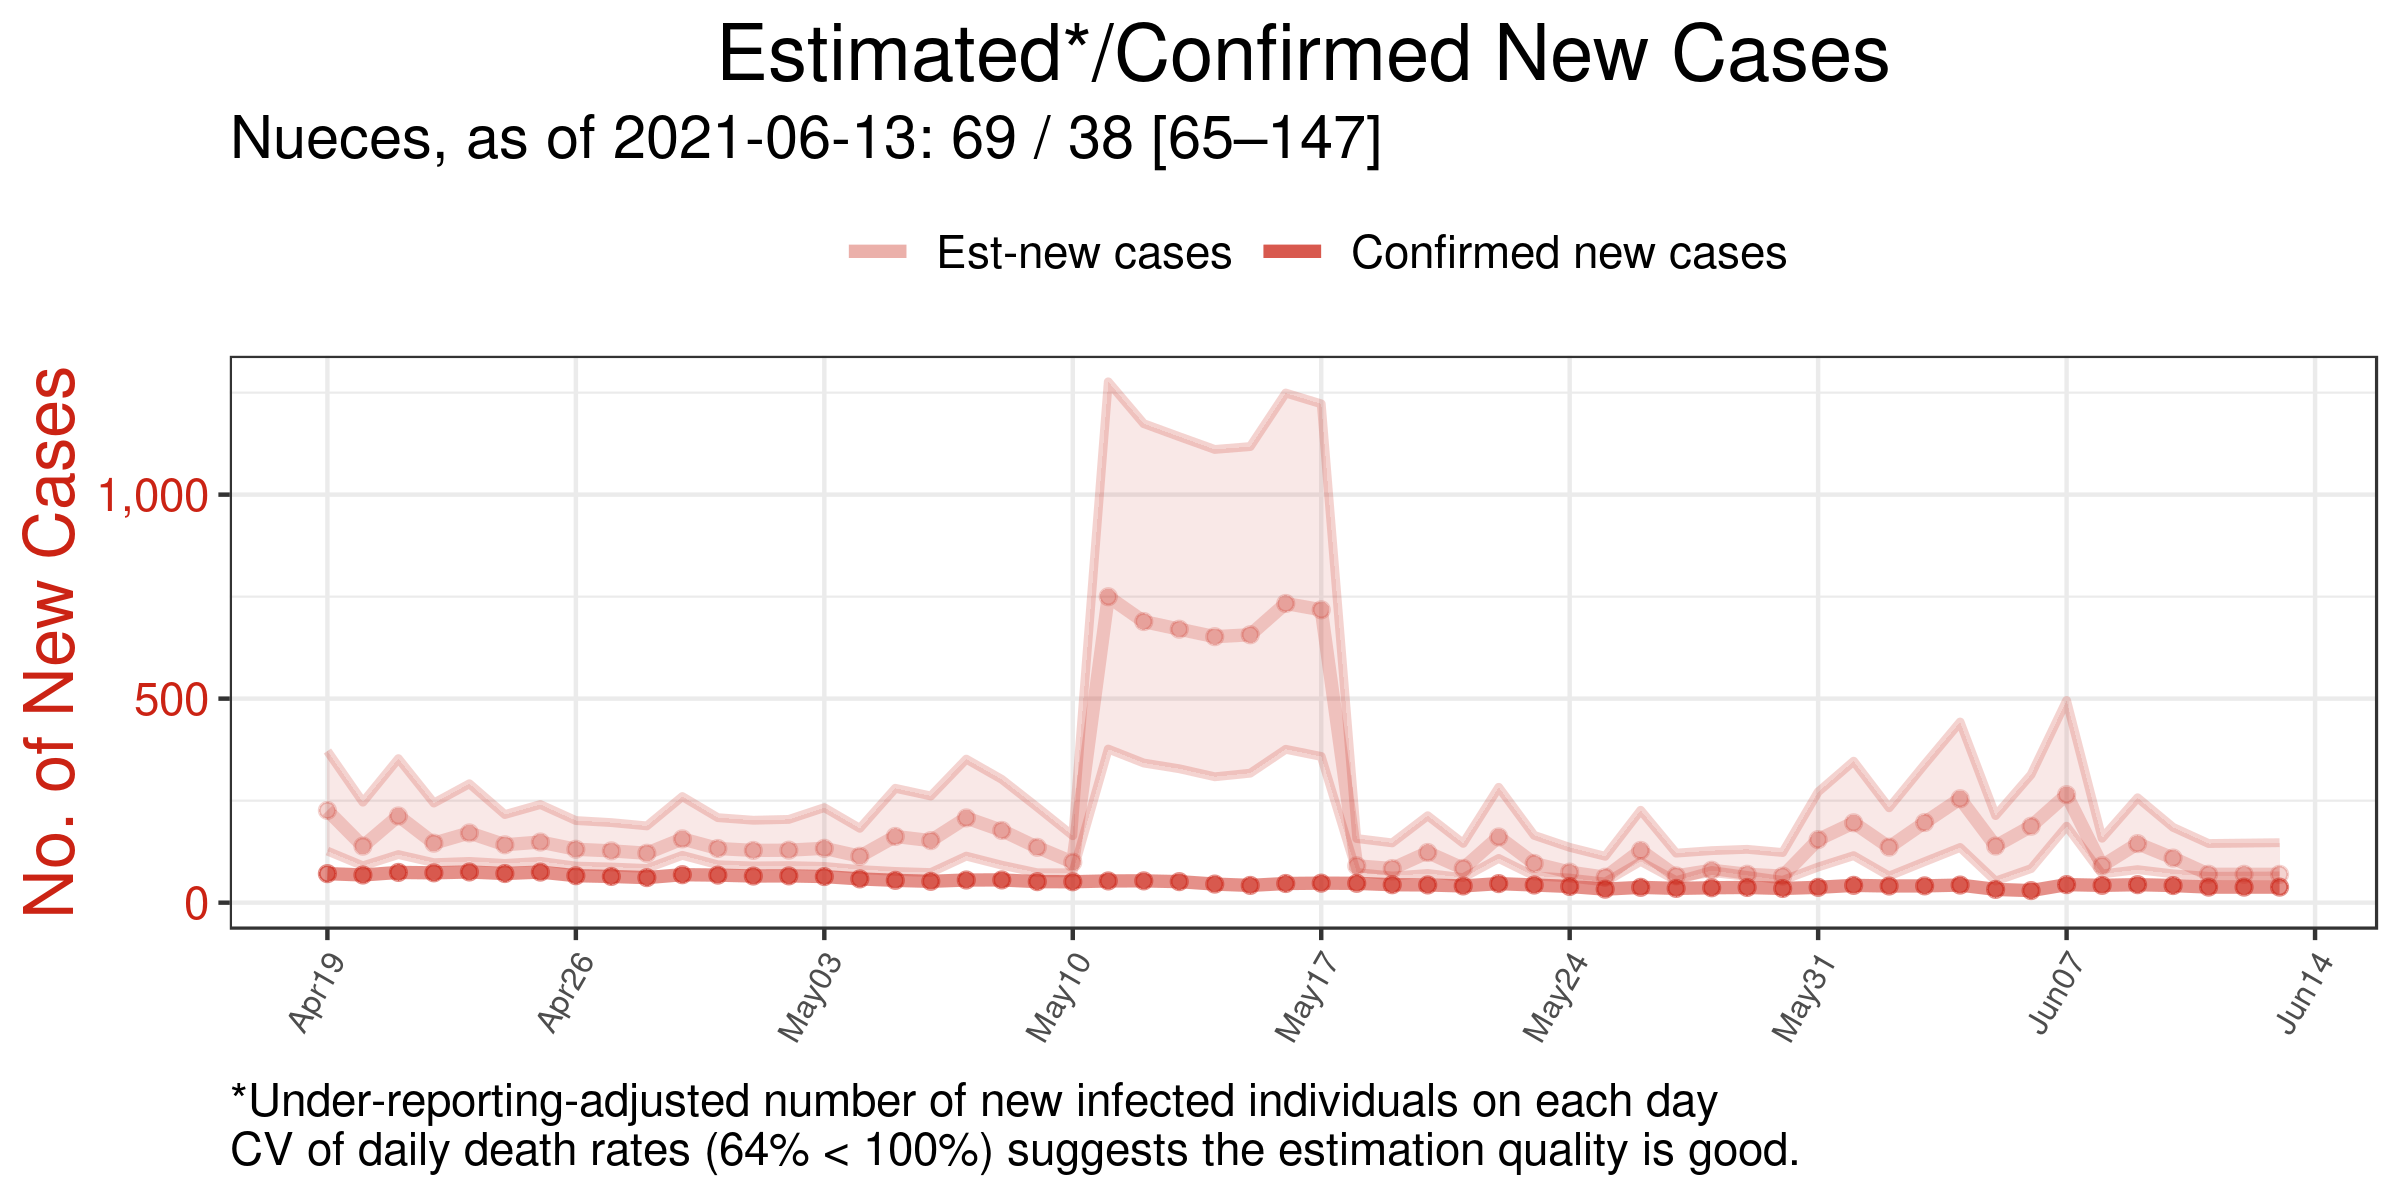 Estimated*/Confirmed New Cases
Nueces, as of 2021-06-13: 69 / 38 [65–147]
Est-new cases
Confirmed new cases
No. of New Cases
1,000
500
0
Apr19
Apr26
May03
May10
May17
May24
May31
Jun07
Jun14
*Under-reporting-adjusted number of new infected individuals on each day
CV of daily death rates (64% < 100%) suggests the estimation quality is good.